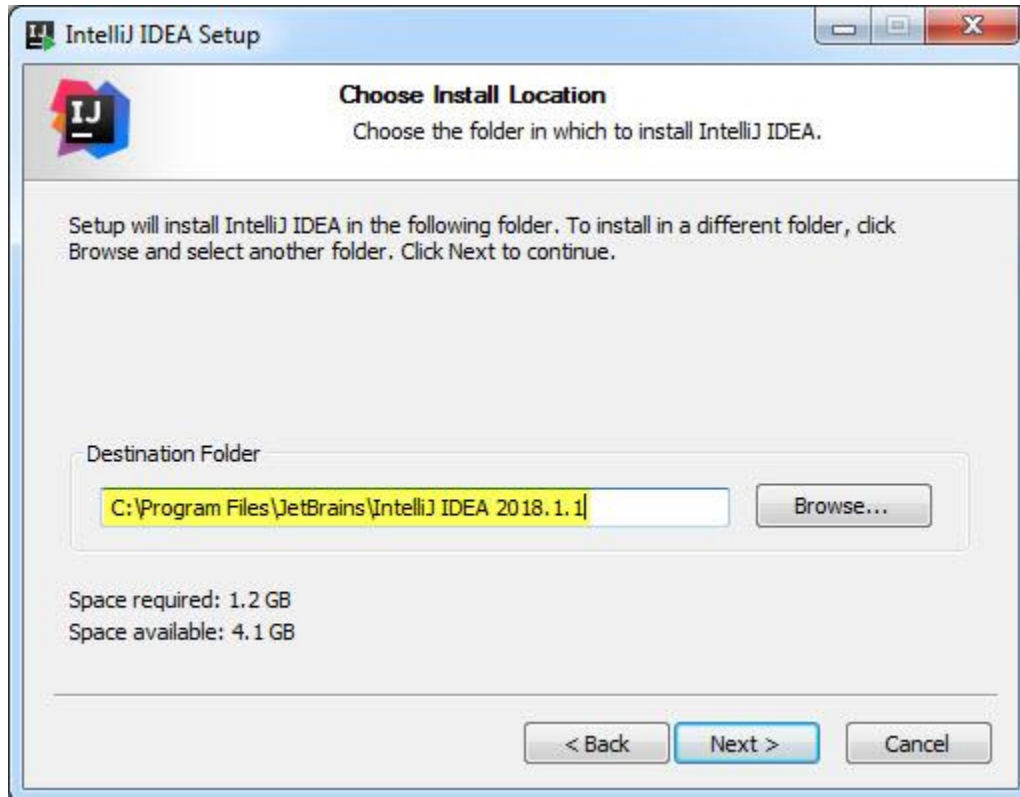 IntelliJ IDEA Setup
IJ
Choose Install Location
Choose the folder in which to install IntelliJ IDEA.
Setup will install IntelliJ IDEA in the following folder. To install in a different folder, click
Browse and select another folder. Click Next to continue.
Destination Folder
C:\Program Files\JetBrains\IntelliJ IDEA 2018.1.1
Browse...
Space required: 1.2 GB
Space available: 4.1 GB
< Back
Next >
Cancel